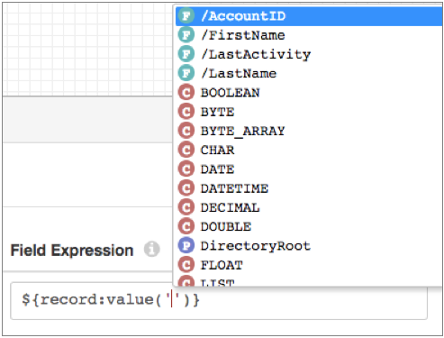 F /AccountID
F /FirstName
F /LastActivity
F /LastName
C BOOLEAN
C BYTE
C BYTE_ARRAY
C CHAR
C DATE
C DATETIME
C DECIMAL
C DOUBLE
P DirectoryRoot
C FLOAT
C LIST
Field Expression i
${record:value('')}